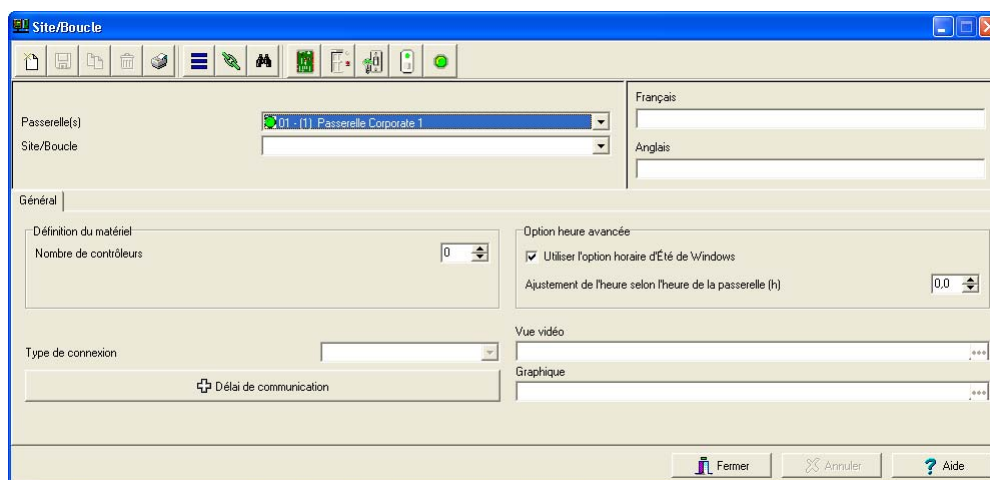 Site/Boucle
Passerelle(s)
01 - (1) Passerelle Corporate 1
Site/Boucle
Français
Anglais
Général
Définition du matériel
Nombre de contrôleurs
0
Option heure avancée
Utiliser l'option horaire d'Été de Windows
Ajustement de l'heure selon l'heure de la passerelle (h)
0,0
Type de connexion
Délai de communication
Vue vidéo
...
Graphique
...
Fermer
Annuler
Aide